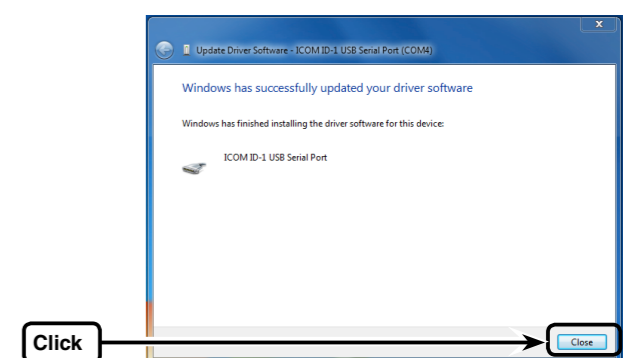 x
Update Driver Software - ICOM ID-1 USB Serial Port (COM4)
Windows has successfully updated your driver software
Windows has finished installing the driver software for this device:
ICOM ID-1 USB Serial Port
Click
Close